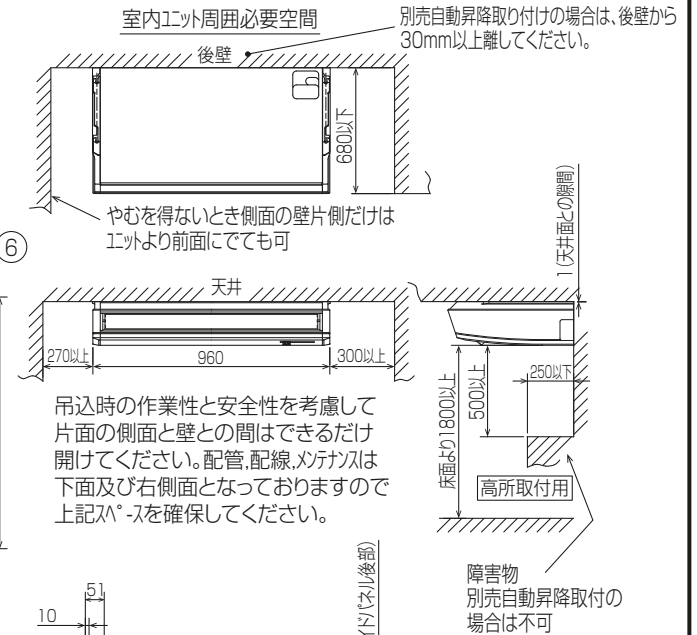 室内ユニット周囲必要空間
別売自動昇降取り付けの場合は、後壁から
30mm以上離してください。
後壁
680以下
やむを得ないとき側面の壁片側だけは
ユニットより前面にでても可
6
1(天井面との隙間)
天井
270以上
960
300以上
床面より1800以上
500以上
250以下
高所取付用
吊込時の作業性と安全性を考慮して
片面の側面と壁との間はできるだけ
開けてください。配管,配線,メンテナンスは
下面及び右側面となっておりますので
上記スペースを確保してください。
障害物
別売自動昇降取付の
場合は不可
51
10
イドパネル後部)